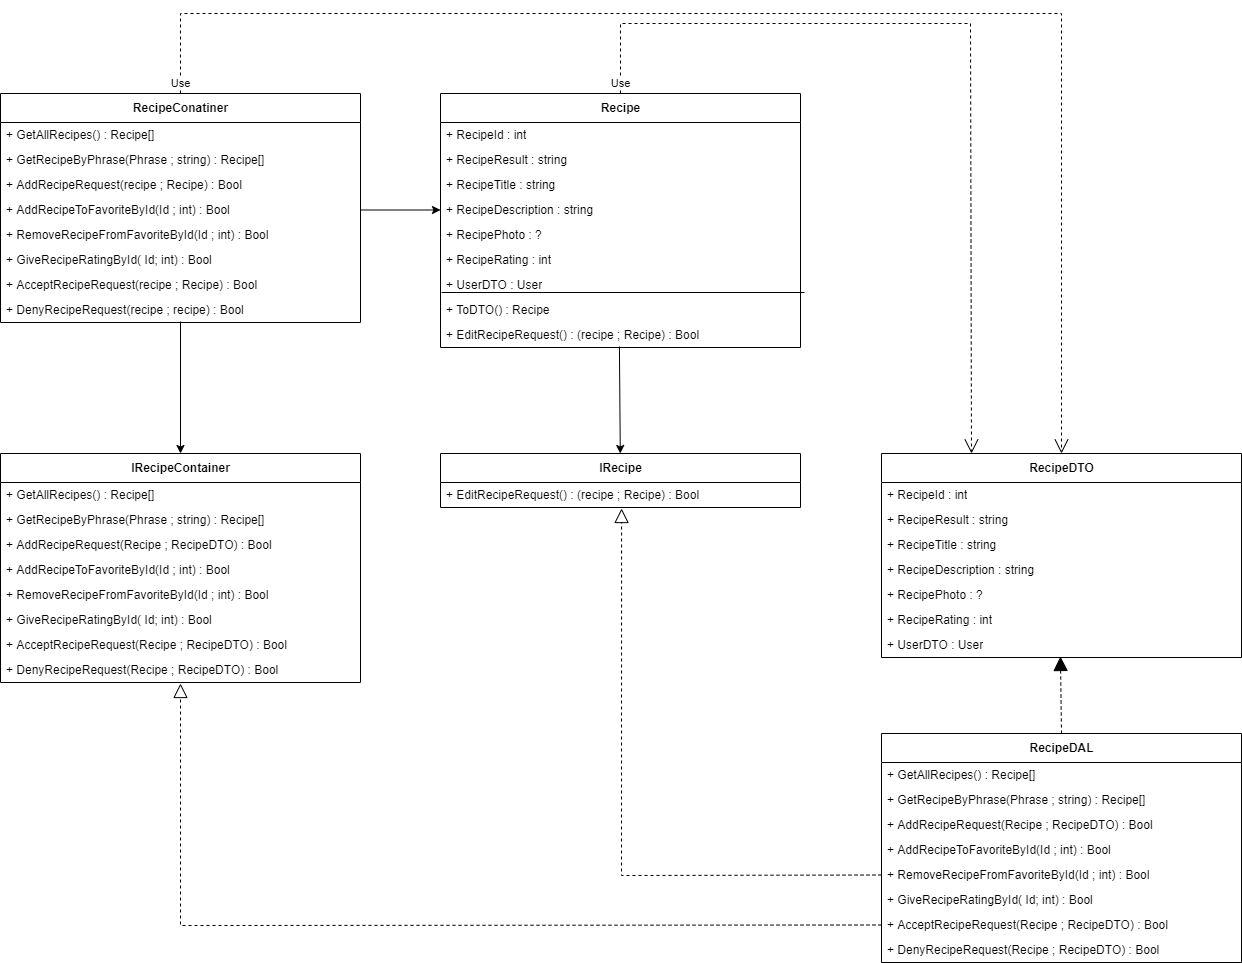 Use
Use
RecipeConatiner
+ GetAllRecipes() : Recipe[]
+ GetRecipeByPhrase(Phrase ; string) : Recipe[]
+ AddRecipeRequest(recipe ; Recipe) : Bool
+ AddRecipeToFavoriteById(Id ; int) : Bool
+ RemoveRecipeFromFavoriteById(Id ; int) : Bool
+ GiveRecipeRatingById( Id; int) : Bool
+ AcceptRecipeRequest(recipe ; Recipe) : Bool
+ DenyRecipeRequest(recipe ; recipe) : Bool
Recipe
+ RecipeId : int
+ RecipeResult : string
+ RecipeTitle : string
+ RecipeDescription : string
+ RecipePhoto : ?
+ RecipeRating : int
+ UserDTO : User
+ ToDTO() : Recipe
+ EditRecipeRequest() : (recipe ; Recipe) : Bool
IRecipeContainer
+ GetAllRecipes() : Recipe[]
+ GetRecipeByPhrase(Phrase ; string) : Recipe[]
+ AddRecipeRequest(Recipe ; RecipeDTO) : Bool
+ AddRecipeToFavoriteById(Id ; int) : Bool
+ RemoveRecipeFromFavoriteById(Id ; int) : Bool
+ GiveRecipeRatingById( Id; int) : Bool
+ AcceptRecipeRequest(Recipe ; RecipeDTO) : Bool
+ DenyRecipeRequest(Recipe ; RecipeDTO) : Bool
IRecipe
+ EditRecipeRequest() : (recipe ; Recipe) : Bool
RecipeDTO
+ RecipeId : int
+ RecipeResult : string
+ RecipeTitle : string
+ RecipeDescription : string
+ RecipePhoto : ?
+ RecipeRating : int
+ UserDTO : User
RecipeDAL
+ GetAllRecipes() : Recipe[]
+ GetRecipeByPhrase(Phrase ; string) : Recipe[]
+ AddRecipeRequest(Recipe ; RecipeDTO) : Bool
+ AddRecipeToFavoriteById(Id ; int) : Bool
+ RemoveRecipeFromFavoriteById(Id ; int) : Bool
+ GiveRecipeRatingById( Id; int) : Bool
+ AcceptRecipeRequest(Recipe ; RecipeDTO) : Bool
+ DenyRecipeRequest(Recipe ; RecipeDTO) : Bool